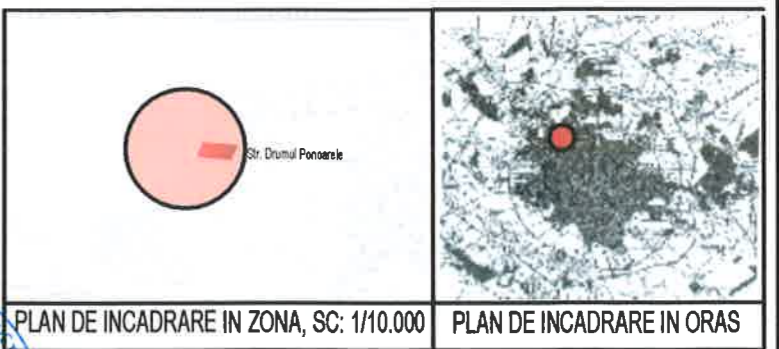 Str. Drumul Ponoarele
PLAN DE INCADRARE IN ZONA, SC: 1/10.000
PLAN DE INCADRARE IN ORAS